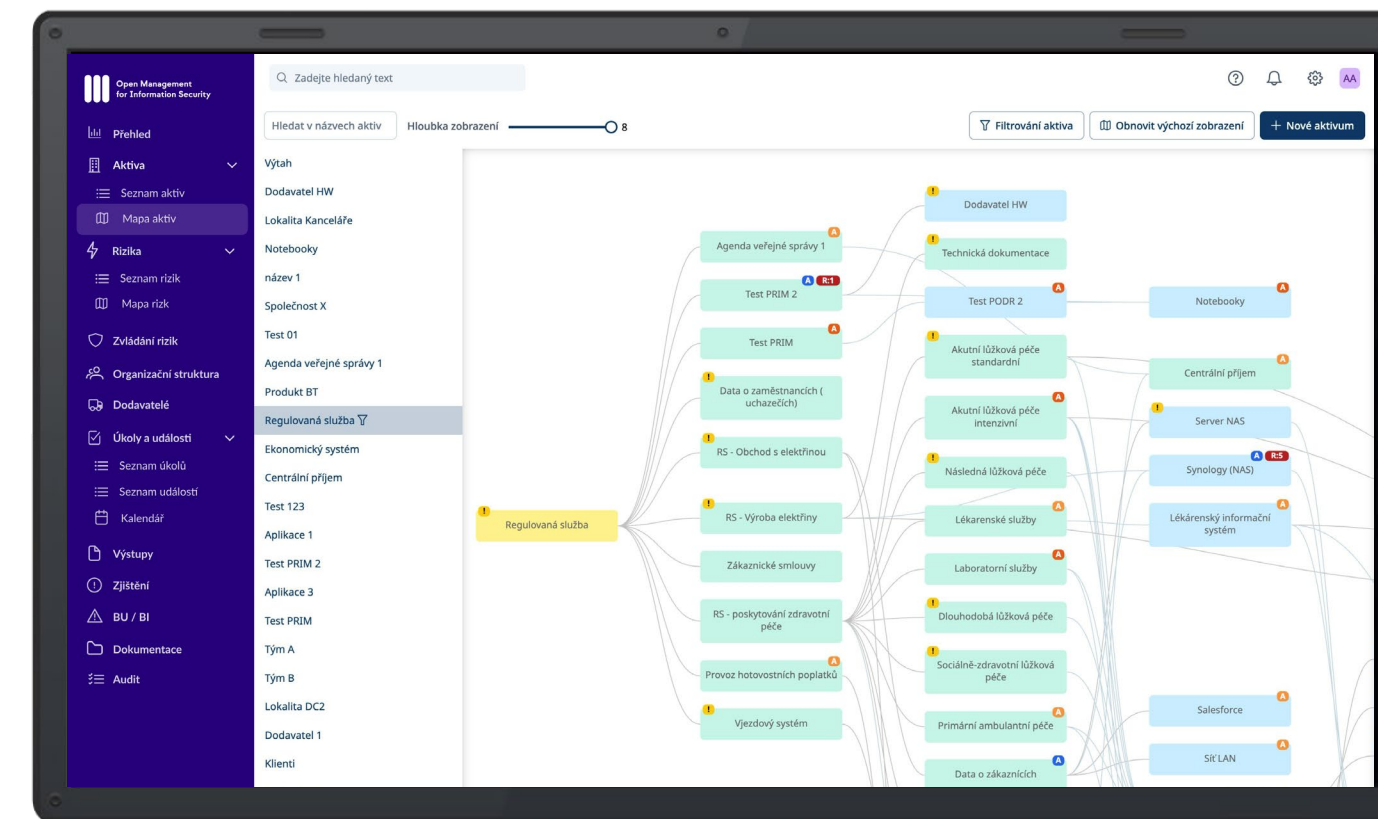 Open Management
for Information Security
Přehled
Aktiva
Seznam aktiv
Mapa aktiv
Rizika
Seznam rizik
Mapa rizk
Zvládání rizik
Organizační struktura
Dodavatelé
Úkoly a události
Seznam úkolů
Seznam událostí
Kalendář
Výstupy
Zjištění
BU / BI
Dokumentace
Audit
Zadejte hledaný text
AA
Hledat v názvech aktiv
Hloubka zobrazení
8
Filtrování aktiva
Obnovit výchozí zobrazení
+ Nové aktivum
Výtah
Dodavatel HW
Lokalita Kanceláře
Notebooky
název 1
Společnost X
Test 01
Agenda veřejné správy 1
Produkt BT
Regulovaná služba
Ekonomický systém
Centrální příjem
Test 123
Aplikace 1
Test PRIM 2
Aplikace 3
Test PRIM
Tým A
Tým B
Lokalita DC2
Dodavatel 1
Klienti
!
Regulovaná služba
A
Agenda veřejné správy 1
A R:1
Test PRIM 2
A
Test PRIM
!
Data o zaměstnancích (
uchazečích)
!
RS - Obchod s elektřinou
!
RS - Výroba elektřiny
Zákaznické smlouvy
RS - poskytování zdravotní
péče
A
Provoz hotovostních poplatků
!
Vjezdový systém
!
Dodavatel HW
!
Technická dokumentace
A
Test PODR 2
!
Akutní lůžková péče
standardní
A
Akutní lůžková péče
intenzivní
!
Následná lůžková péče
A
Lékarenské služby
A
Laboratorní služby
!
Dlouhodobá lůžková péče
!
Sociálně-zdravotní lůžková
péče
A
Primární ambulantní péče
A
Data o zákaznících
A
Notebooky
A
Centrální příjem
!
Server NAS
A R:5
Synology (NAS)
A
Lékárenský informační
systém
A
Salesforce
A
Síť LAN